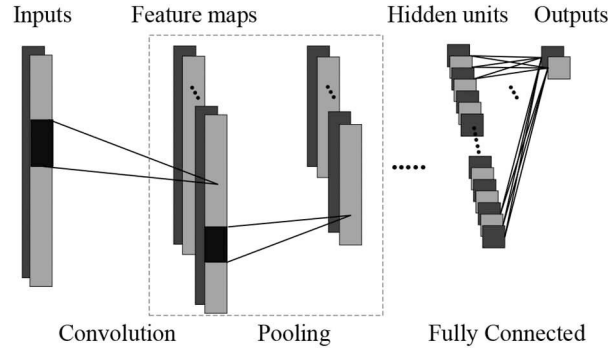 Inputs
Feature maps
Hidden units
Outputs
Convolution
Pooling
Fully Connected